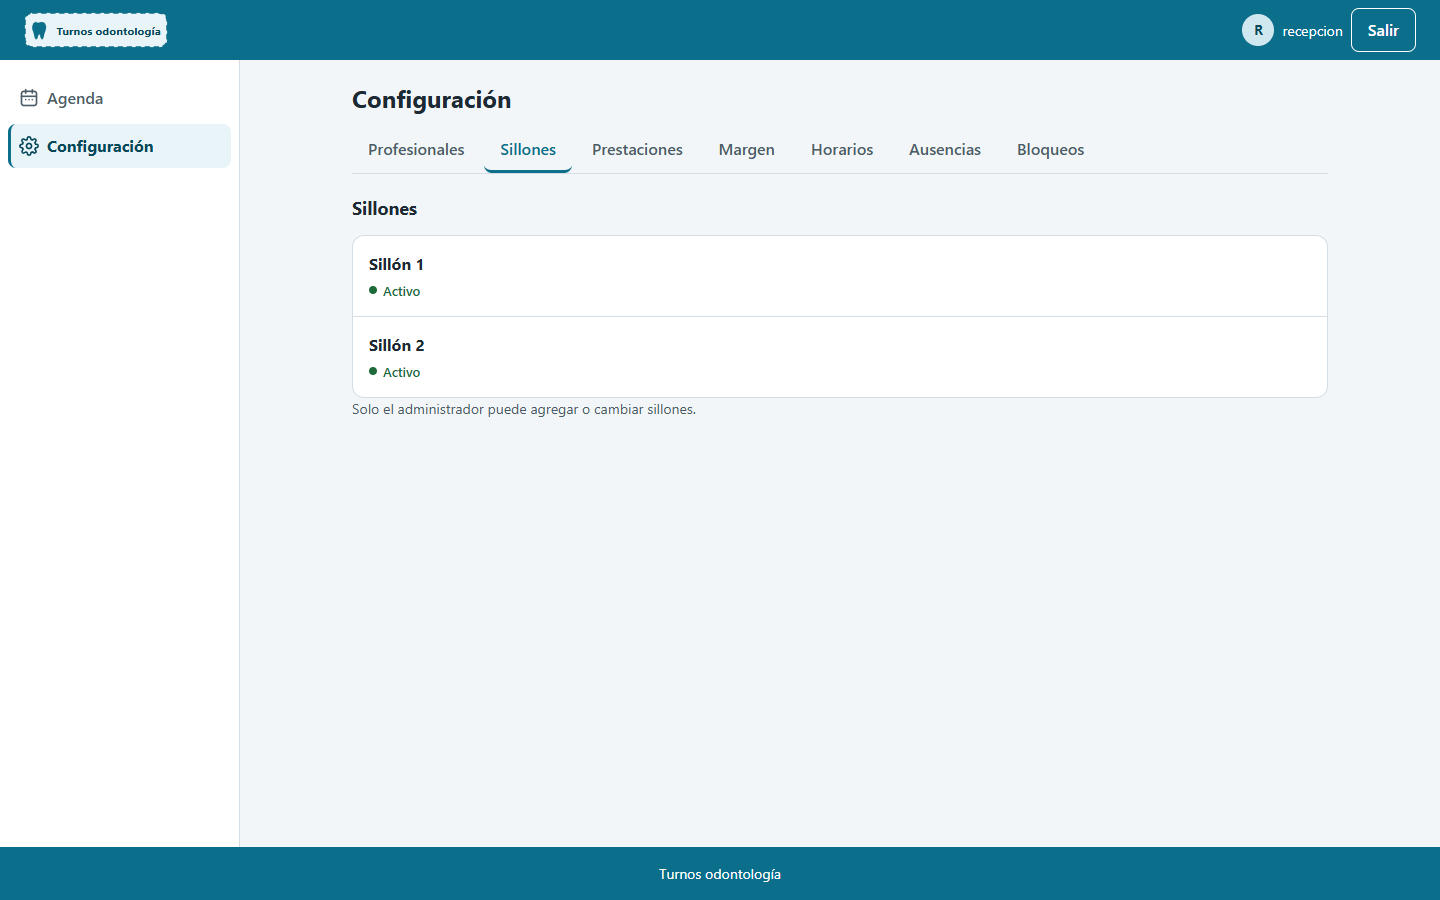 Turnos odontología
R
recepcion
Salir
Agenda
Configuración
Configuración
Profesionales
Sillones
Prestaciones
Margen
Horarios
Ausencias
Bloqueos
Sillones
Sillón 1
Activo
Sillón 2
Activo
Solo el administrador puede agregar o cambiar sillones.
Turnos odontología